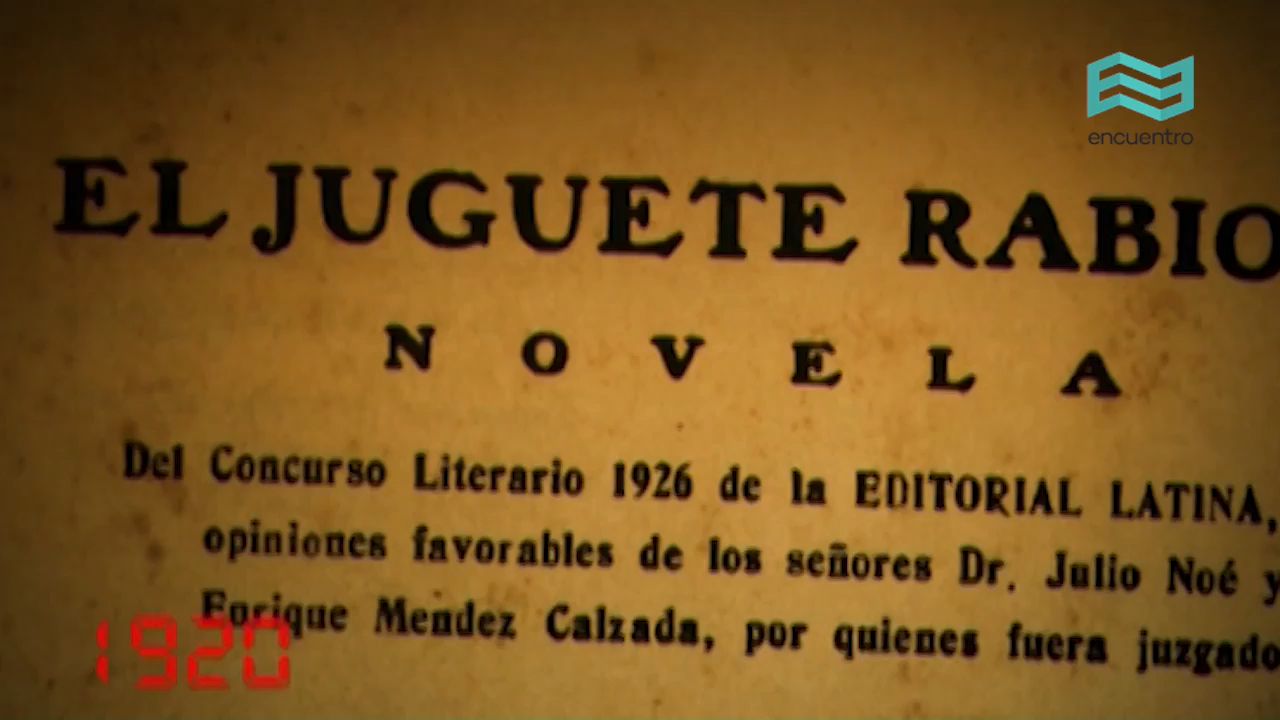 encuentro
EL JUGUETE RABIO
NOVELA
Del Concurso Literario 1926 de la EDITORIAL LATINA,
opiniones favorables de los señores Dr. Julio Noé y
Enrique Mendez Calzada, por quienes fuera juzgado
1920